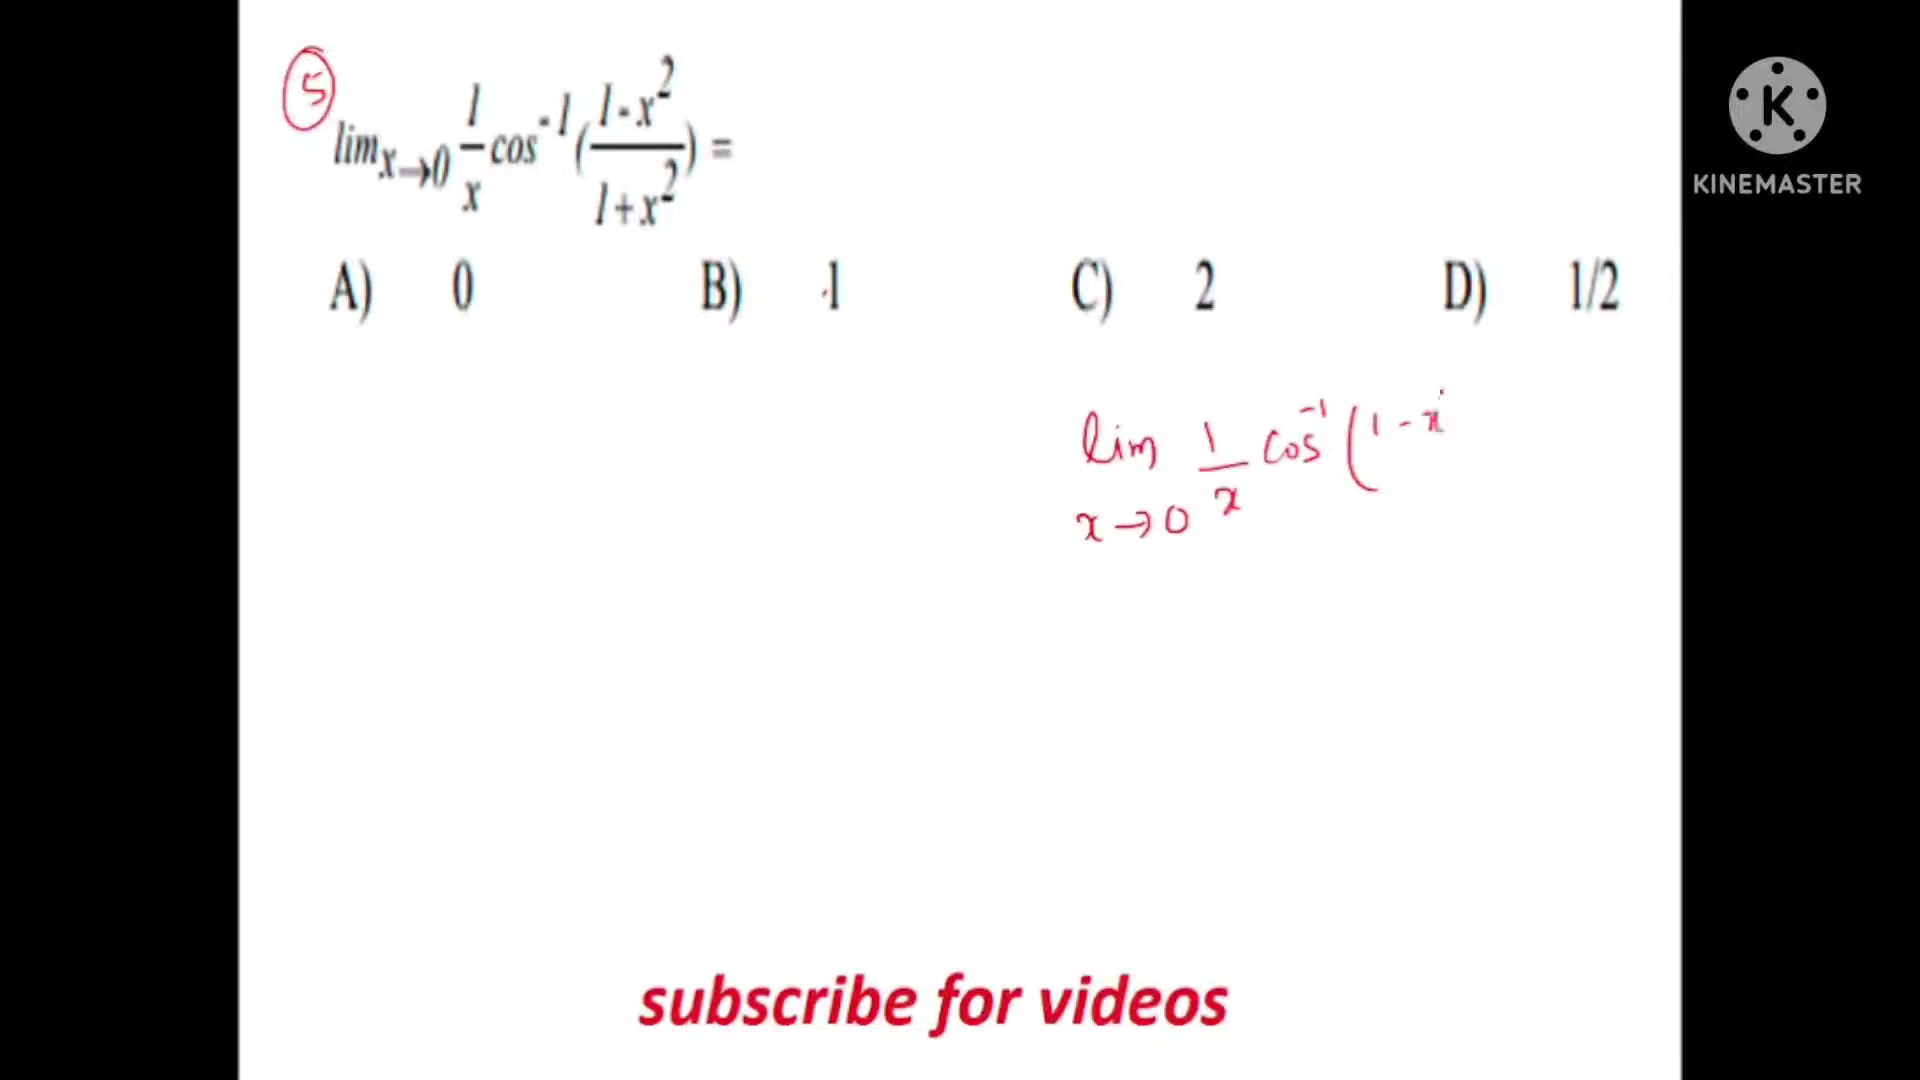 5
lim x→0 1/x cos^-1((1-x^2)/(1+x^2)) =
A) 0 B) 1 C) 2 D) 1/2
lim x→0 1/x cos^-1(1-x
subscribe for videos
K
KINEMASTER